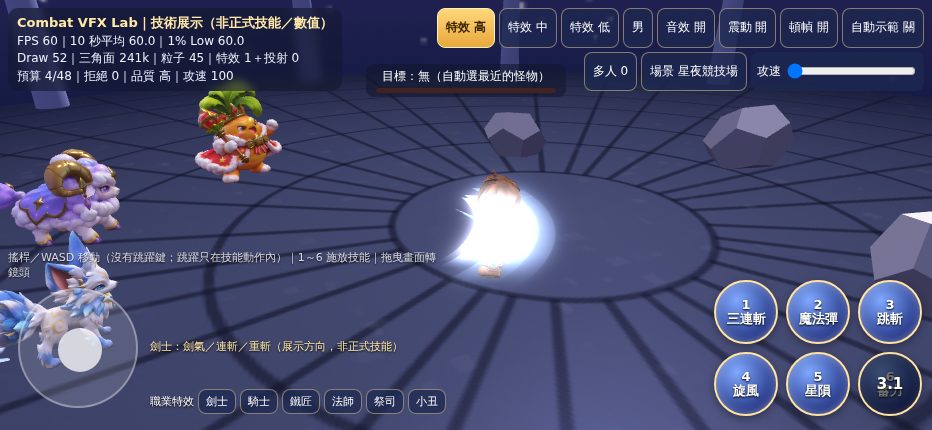 Combat VFX Lab｜技術展示（非正式技能／數值）
FPS 60｜10 秒平均 60.0｜1% Low 60.0
Draw 52｜三角面 241k｜粒子 45｜特效 1＋投射 0
預算 4/48｜拒絕 0｜品質 高｜攻速 100
特效 高
特效 中
特效 低
男
音效 開
震動 開
頓幀 開
自動示範 關
目標：無（自動選最近的怪物）
多人 0
場景 星夜競技場
攻速
搖桿／WASD 移動（沒有跳躍鍵；跳躍只在技能動作內）｜1～6 施放技能｜拖曳畫面轉
鏡頭
1
三連斬
2
魔法彈
3
跳斬
劍士：劍氣／連斬／重斬（展示方向，非正式技能）
4
旋風
5
星隕
6
3.1
職業特效
劍士
騎士
鐵匠
法師
祭司
小丑